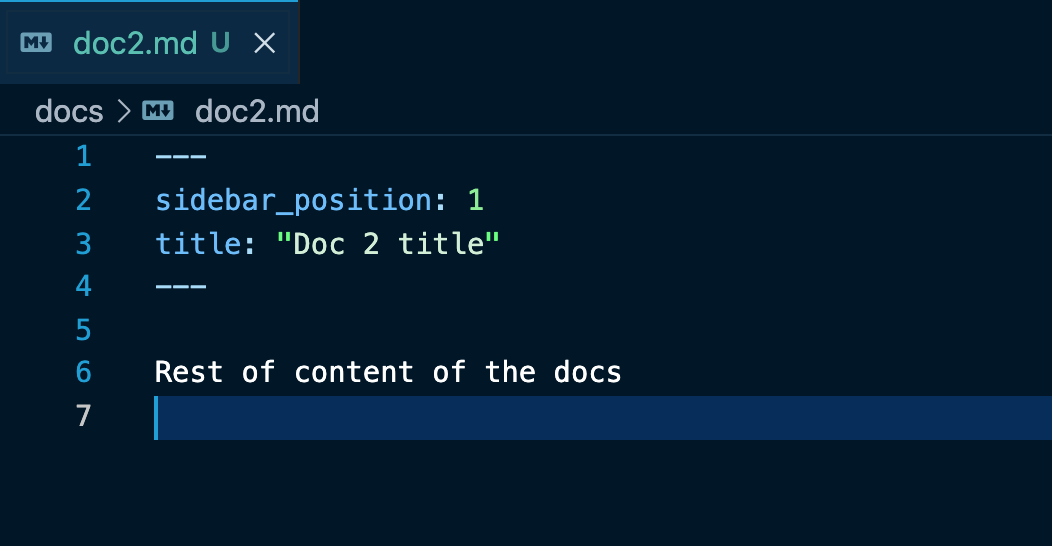 doc2.md U
docs > doc2.md
1 ---
2 sidebar_position: 1
3 title: "Doc 2 title"
4 ---
5
6 Rest of content of the docs
7